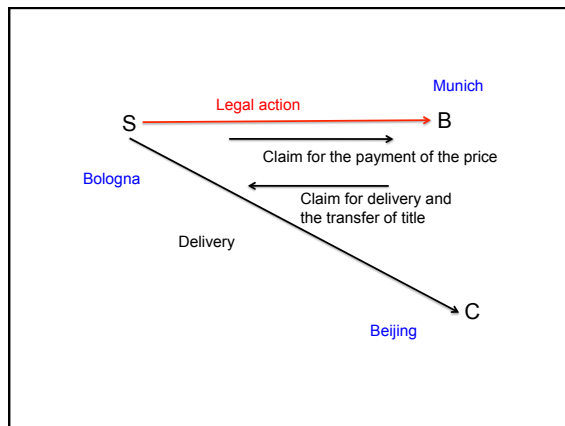 Munich
Legal action
S
B
Claim for the payment of the price
Bologna
Claim for delivery and
the transfer of title
Delivery
C
Beijing